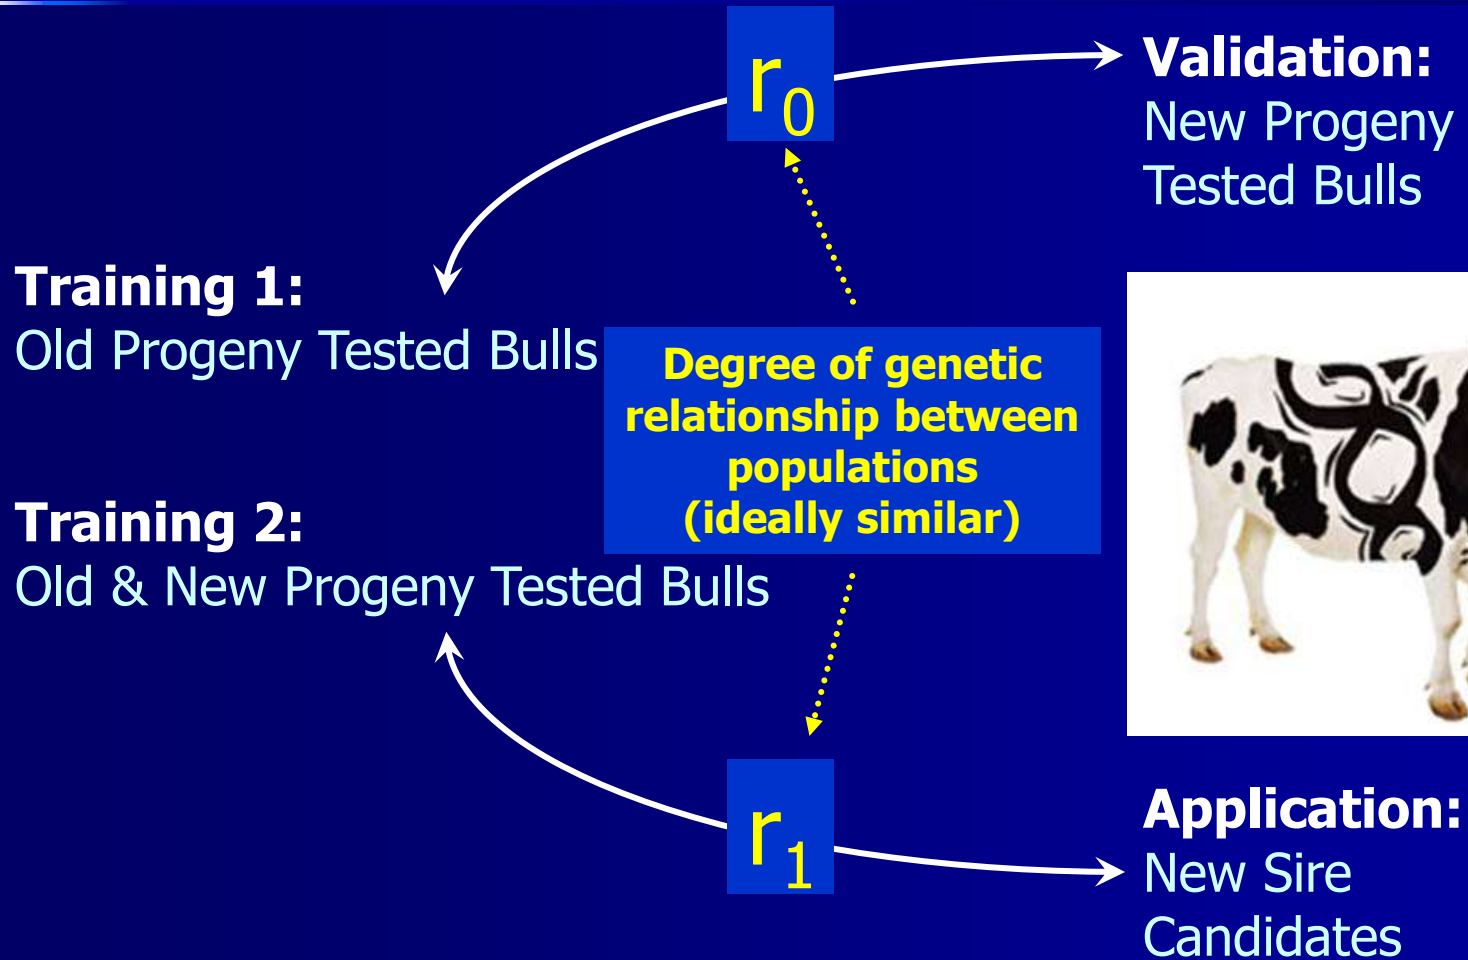 r0
Validation:
New Progeny
Tested Bulls
Training 1:
Old Progeny Tested Bulls
Degree of genetic
relationship between
populations
(ideally similar)
Training 2:
Old & New Progeny Tested Bulls
r1
Application:
New Sire
Candidates